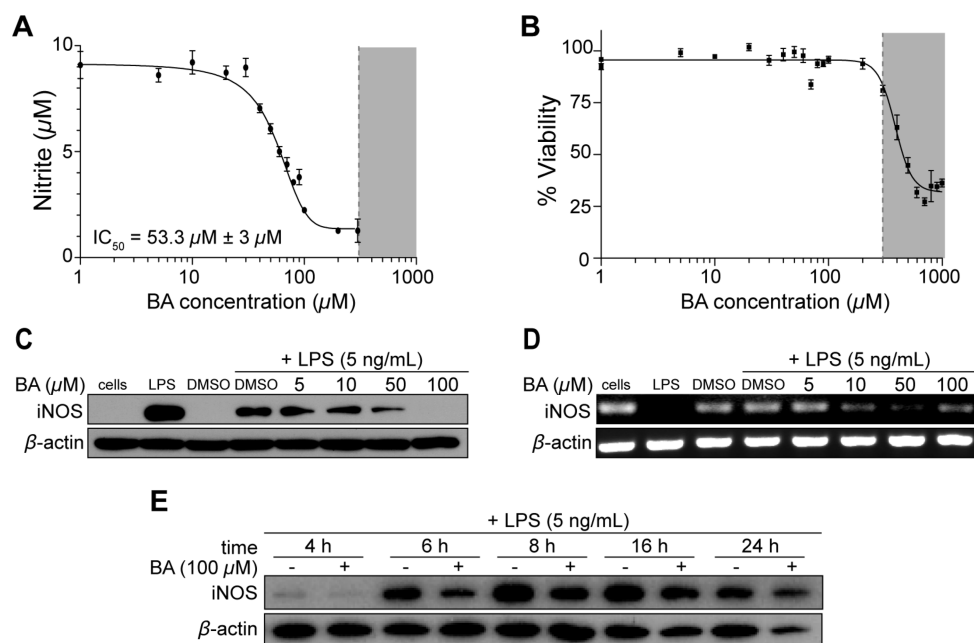 A
10
5
0
Nitrite (µM)
IC50 = 53.3 µM ± 3 µM
1 10 100 1000
BA concentration (µM)
B
100
75
50
25
0
% Viability
1 10 100 1000
BA concentration (µM)
C
+ LPS (5 ng/mL)
BA (µM) cells LPS DMSO DMSO 5 10 50 100
iNOS
β-actin
D
+ LPS (5 ng/mL)
BA (µM) cells LPS DMSO DMSO 5 10 50 100
iNOS
β-actin
E
+ LPS (5 ng/mL)
time 4 h 6 h 8 h 16 h 24 h
BA (100 µM) - + - + - + - + - +
iNOS
β-actin